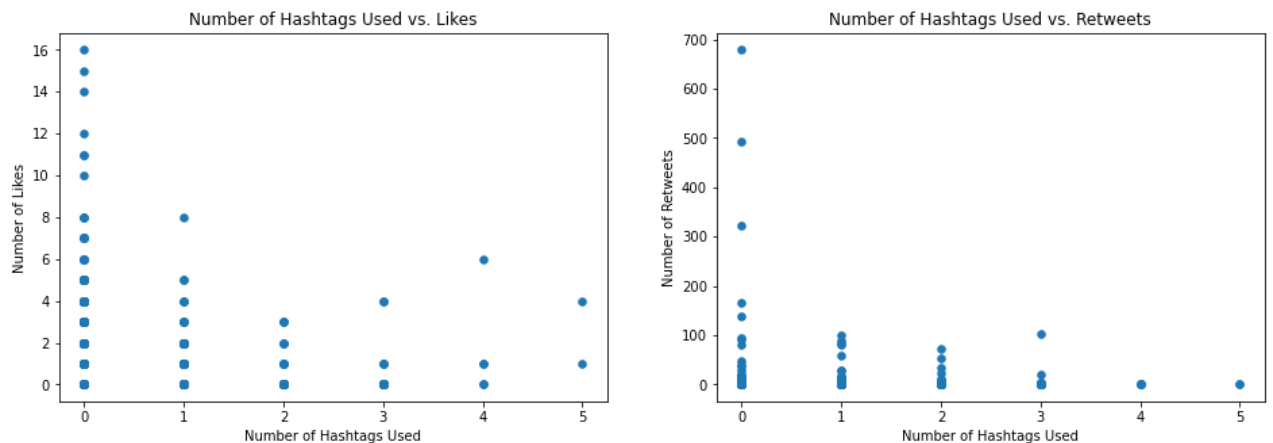 Number of Hashtags Used vs. Likes
Number of Likes
16
14
12
10
8
6
4
2
0
0 1 2 3 4 5
Number of Hashtags Used
Number of Hashtags Used vs. Retweets
Number of Retweets
700
600
500
400
300
200
100
0
0 1 2 3 4 5
Number of Hashtags Used